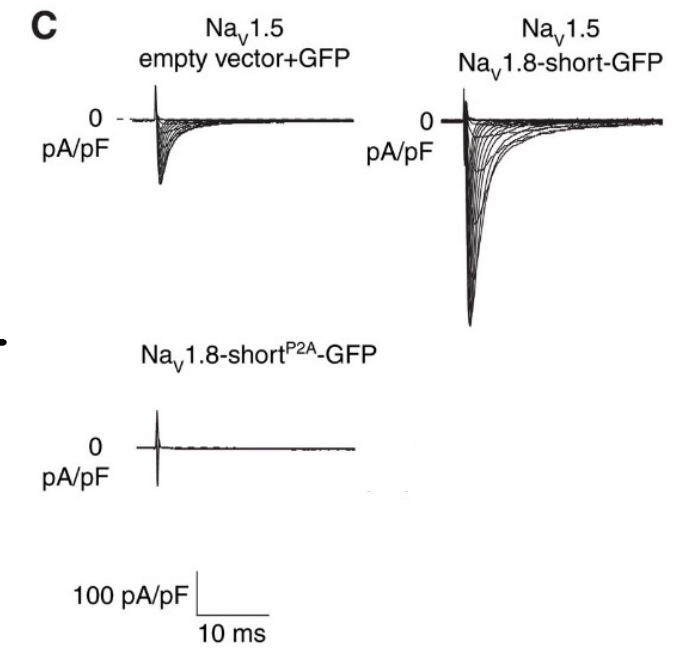 C
Nav1.5
empty vector+GFP
0
pA/pF
Nav1.5
Nav1.8-short-GFP
0
pA/pF
Nav1.8-shortP2A-GFP
0
pA/pF
100 pA/pF
10 ms